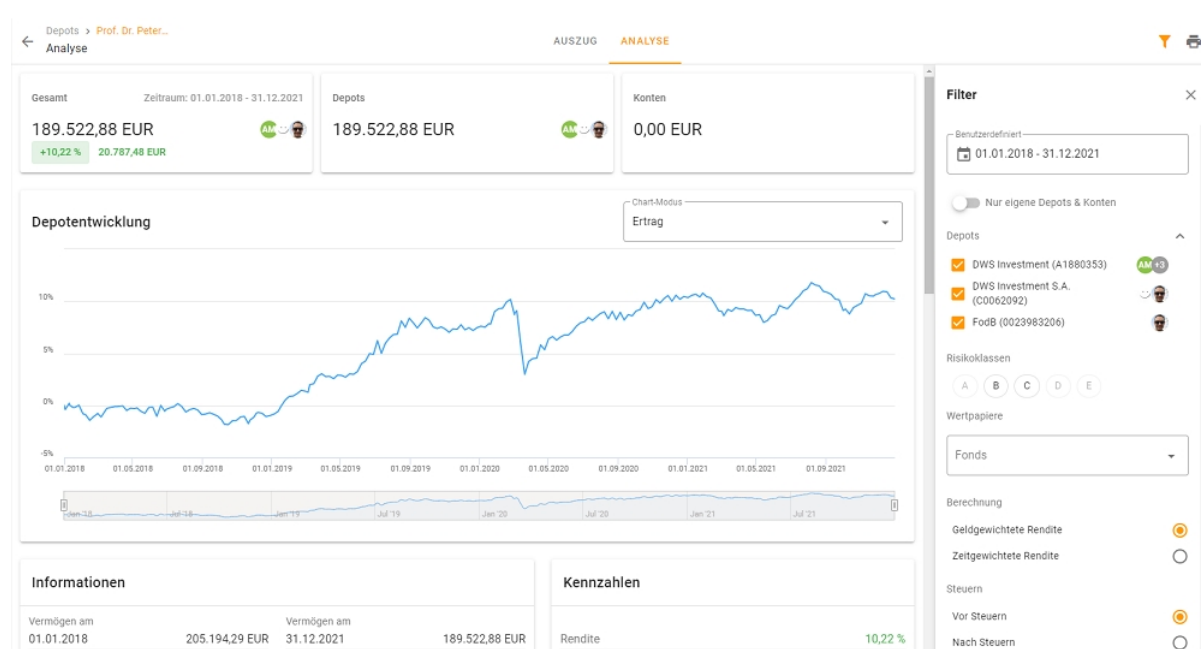 Depots > Prof. Dr. Peter...
Analyse
AUSZUG ANALYSE
Gesamt Zeitraum: 01.01.2018 - 31.12.2021
189.522,88 EUR AM
+10,22 % 20.787,48 EUR
Depots
189.522,88 EUR AM
Konten
0,00 EUR
Depotentwicklung
Chart-Modus
Ertrag
10%
5%
0%
-5%
01.01.2018 01.05.2018 01.09.2018 01.01.2019 01.05.2019 01.09.2019 01.01.2020 01.05.2020 01.09.2020 01.01.2021 01.05.2021 01.09.2021
Jan '18 Jul '18 Jan '19 Jul '19 Jan '20 Jul '20 Jan '21 Jul '21
Informationen
Vermögen am Vermögen am
01.01.2018 205.194,29 EUR 31.12.2021 189.522,88 EUR
Kennzahlen
Rendite 10,22 %
Filter
Benutzerdefiniert
01.01.2018 - 31.12.2021
Nur eigene Depots & Konten
Depots
DWS Investment (A1880353) AM +3
DWS Investment S.A.
(C0062092)
FodB (0023983206)
Risikoklassen
A B C D E
Wertpapiere
Fonds
Berechnung
Geldgewichtete Rendite
Zeitgewichtete Rendite
Steuern
Vor Steuern
Nach Steuern